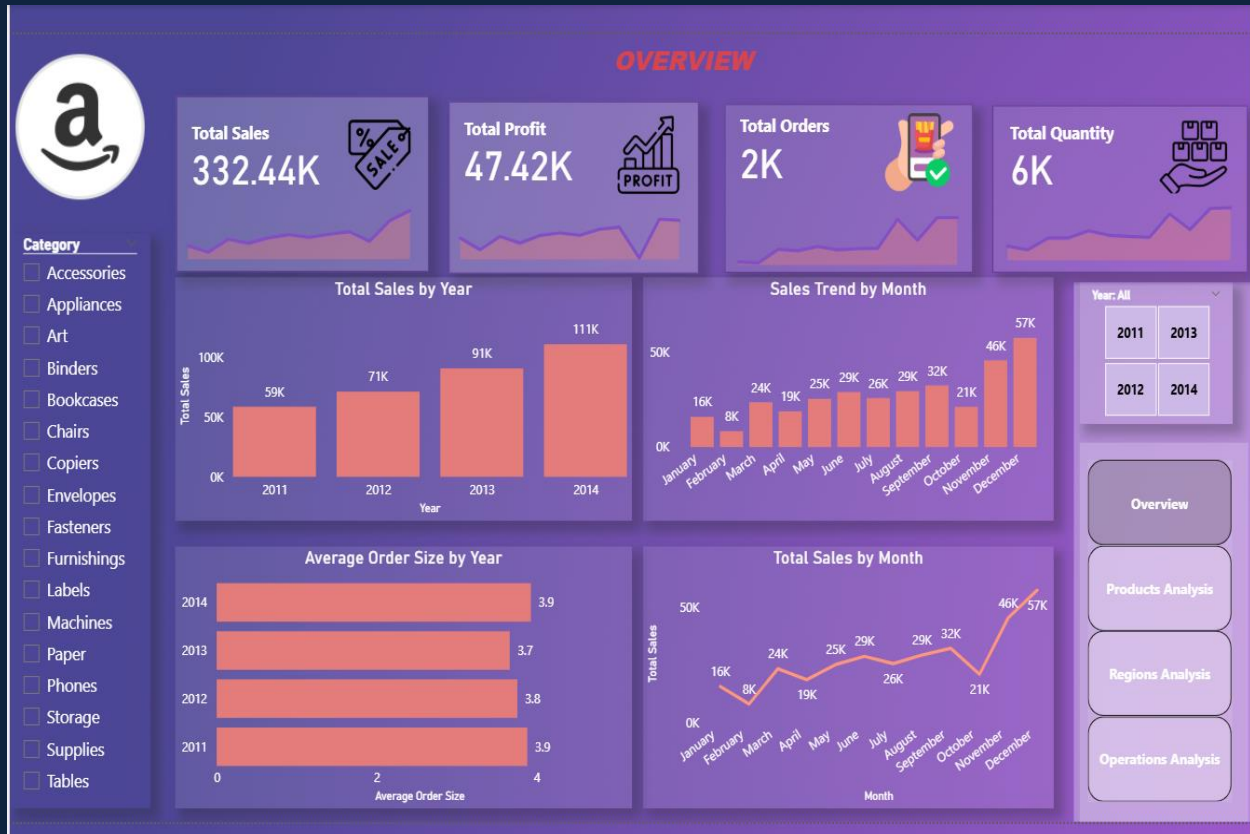 OVERVIEW
a
Total Sales
332.44K
% SALE
Total Profit
47.42K
PROFIT
Total Orders
2K
Total Quantity
6K
Category
Accessories
Appliances
Art
Binders
Bookcases
Chairs
Copiers
Envelopes
Fasteners
Furnishings
Labels
Machines
Paper
Phones
Storage
Supplies
Tables
Total Sales by Year
Total Sales
100K
50K
0K
59K
71K
91K
111K
2011 2012 2013 2014
Year
Sales Trend by Month
50K
0K
16K 8K 24K 19K 25K 29K 26K 29K 32K 21K 46K 57K
January February March April May June July August September October November December
Year: All
2011 2013
2012 2014
Average Order Size by Year
2014 3.9
2013 3.7
2012 3.8
2011 3.9
0 2 4
Average Order Size
Total Sales by Month
Total Sales
50K
0K
16K 8K 24K 19K 25K 29K 26K 29K 32K 21K 46K 57K
January February March April May June July August September October November December
Month
Overview
Products Analysis
Regions Analysis
Operations Analysis